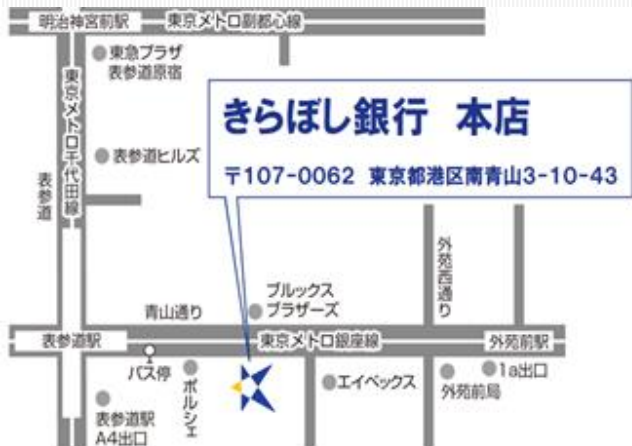 明治神宮前駅
東京メトロ副都心線
東急プラザ
表参道原宿
東京メトロ千代田線
表参道
表参道ヒルズ
きらぼし銀行 本店
〒107-0062 東京都港区南青山3-10-43
外苑西通り
青山通り
ブルックス
ブラザーズ
表参道駅
東京メトロ銀座線
外苑前駅
バス停
ポルシェ
エイベックス
1a出口
外苑前局
表参道駅
A4出口